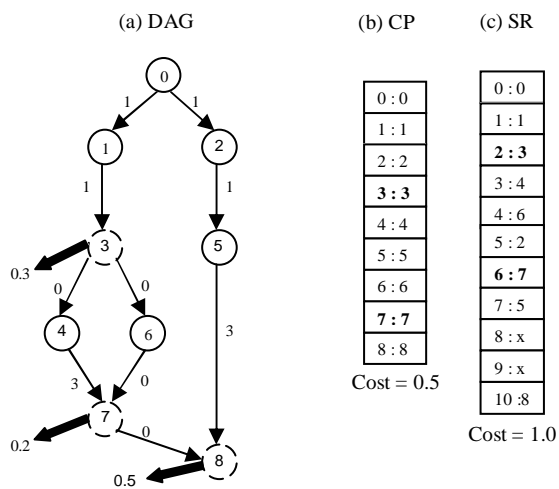 (a) DAG
(b) CP
(c) SR
0
1
1
1
2
1
1
3
5
0.3
0
0
4
6
3
3
0
7
0.2
0
8
0.5
0 : 0
1 : 1
2 : 2
3 : 3
4 : 4
5 : 5
6 : 6
7 : 7
8 : 8
Cost = 0.5
0 : 0
1 : 1
2 : 3
3 : 4
4 : 6
5 : 2
6 : 7
7 : 5
8 : x
9 : x
10 :8
Cost = 1.0